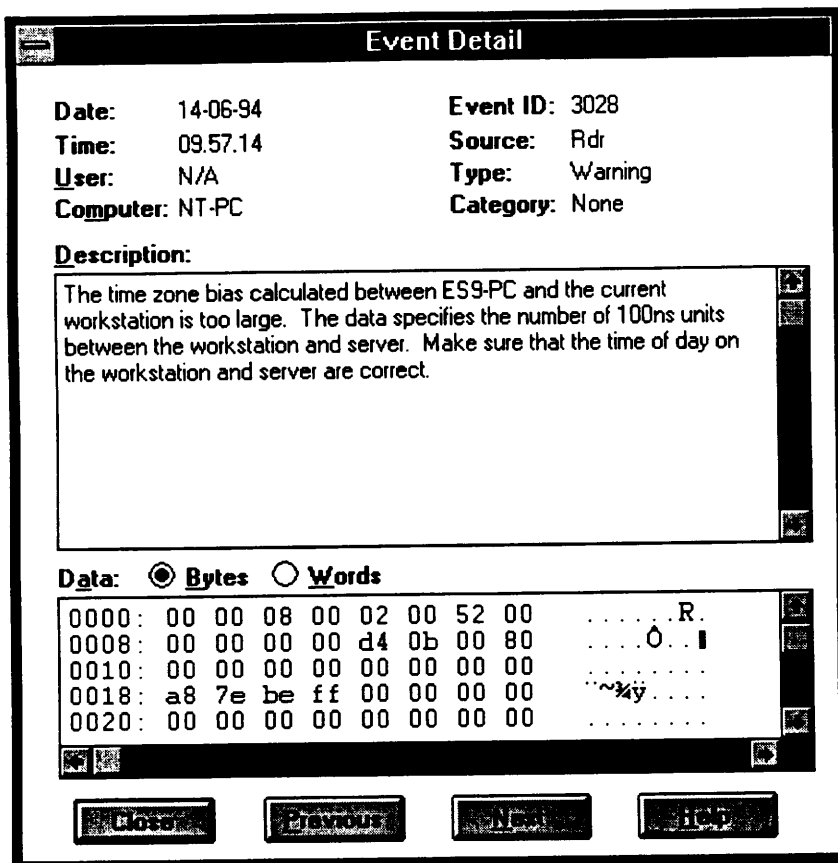 Event Detail
Date: 14-06-94 Event ID: 3028
Time: 09.57.14 Source: Rdr
User: N/A Type: Warning
Computer: NT-PC Category: None
Description:
The time zone bias calculated between ES9-PC and the current
workstation is too large. The data specifies the number of 100ns units
between the workstation and server. Make sure that the time of day on
the workstation and server are correct.
Data: Bytes Words
0000: 00 00 08 00 02 00 52 00 ......R.
0008: 00 00 00 00 d4 0b 00 80 ....Ô..▌
0010: 00 00 00 00 00 00 00 00 ........
0018: a8 7e be ff 00 00 00 00 ¨~¾ÿ....
0020: 00 00 00 00 00 00 00 00 ........
Close Previous Next Help